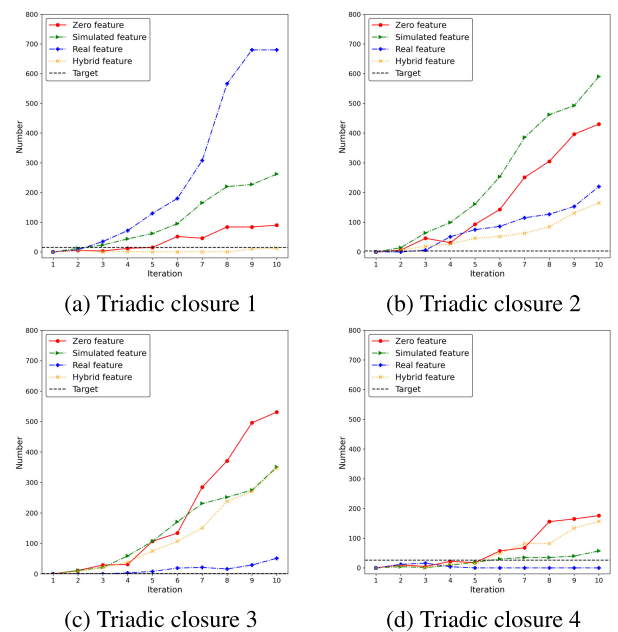 800
700
600
500
400
300
200
100
0
Number
Zero feature
Simulated feature
Real feature
Hybrid feature
Target
1 2 3 4 5 6 7 8 9 10
Iteration
(a) Triadic closure 1
800
700
600
500
400
300
200
100
0
Number
Zero feature
Simulated feature
Real feature
Hybrid feature
Target
1 2 3 4 5 6 7 8 9 10
Iteration
(b) Triadic closure 2
800
700
600
500
400
300
200
100
0
Number
Zero feature
Simulated feature
Real feature
Hybrid feature
Target
1 2 3 4 5 6 7 8 9 10
Iteration
(c) Triadic closure 3
800
700
600
500
400
300
200
100
0
Number
Zero feature
Simulated feature
Real feature
Hybrid feature
Target
1 2 3 4 5 6 7 8 9 10
Iteration
(d) Triadic closure 4